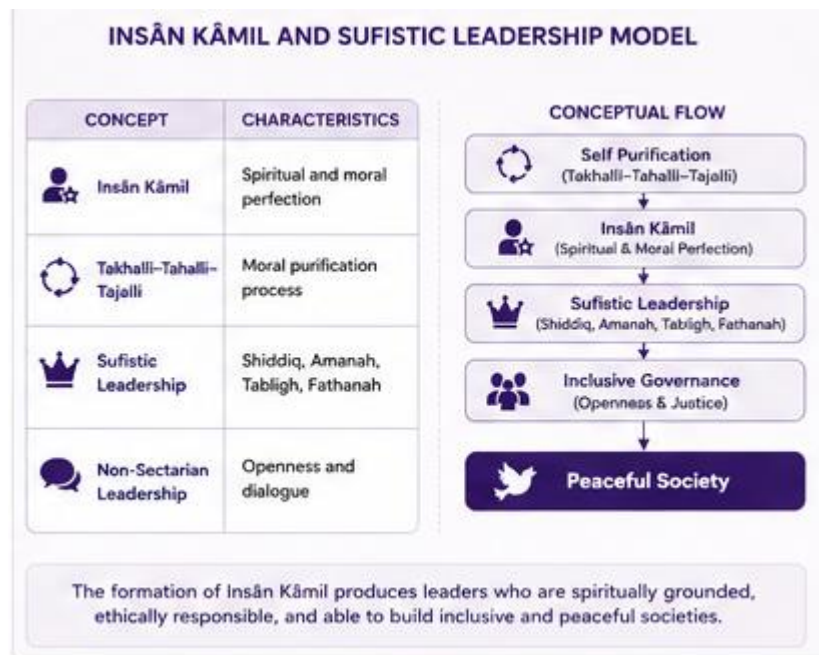 INSÂN KÂMIL AND SUFISTIC LEADERSHIP MODEL
CONCEPT
CHARACTERISTICS
Insân Kâmil
Spiritual and moral
perfection
Takhalli–Tahalli–
Tajalli
Moral purification
process
Sufistic
Leadership
Shiddiq, Amanah,
Tabligh, Fathanah
Non-Sectarian
Leadership
Openness and
dialogue
CONCEPTUAL FLOW
Self Purification
(Takhalli–Tahalli–Tajalli)
Insân Kâmil
(Spiritual & Moral Perfection)
Sufistic Leadership
(Shiddiq, Amanah, Tabligh, Fathanah)
Inclusive Governance
(Openness & Justice)
Peaceful Society
The formation of Insân Kâmil produces leaders who are spiritually grounded,
ethically responsible, and able to build inclusive and peaceful societies.